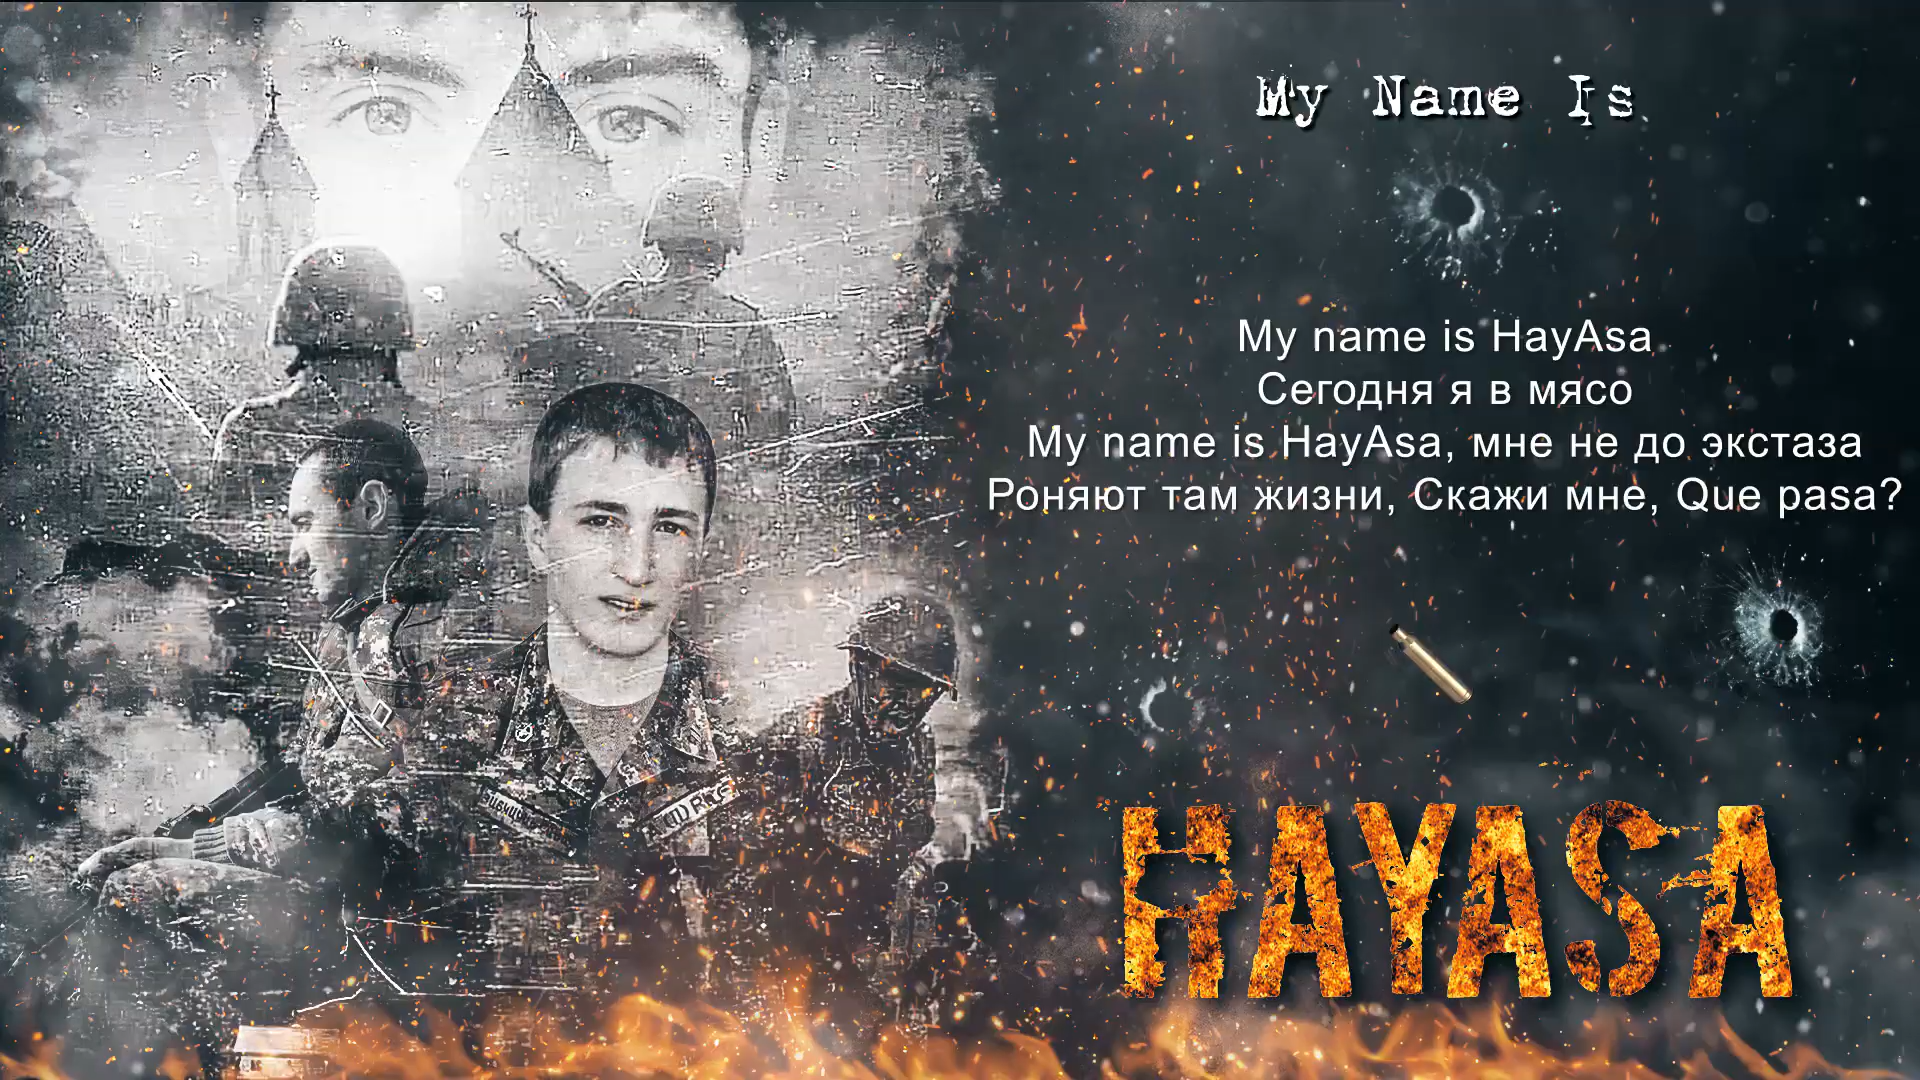 My Name Is
My name is HayAsa
Сегодня я в мясо
My name is HayAsa, мне не до экстаза
Роняют там жизни, Скажи мне, Que pasa?
HAYASA